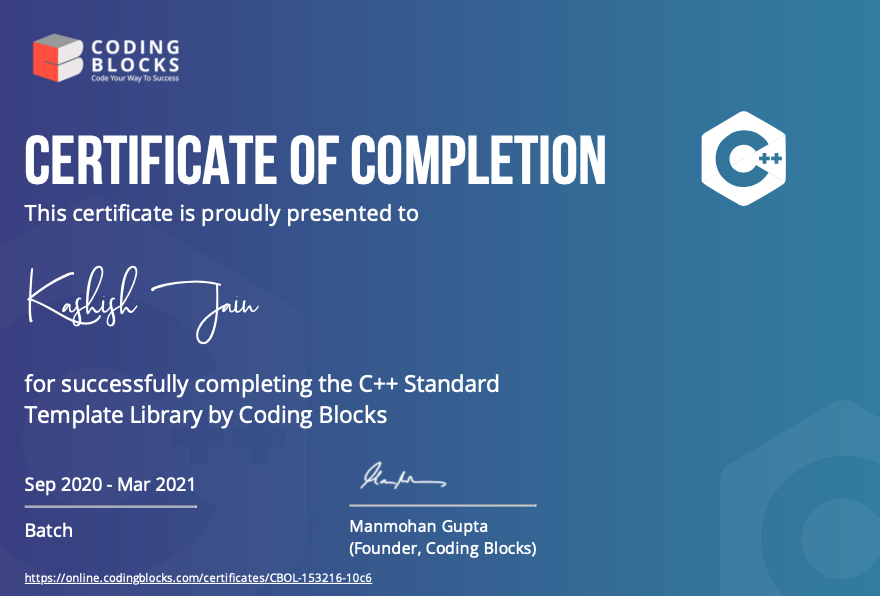 CODING
BLOCKS
Code Your Way To Success
CERTIFICATE OF COMPLETION
C++
This certificate is proudly presented to
Kashish Jain
for successfully completing the C++ Standard
Template Library by Coding Blocks
Sep 2020 - Mar 2021
Batch
Manmohan Gupta
(Founder, Coding Blocks)
https://online.codingblocks.com/certificates/CBOL-153216-10c6